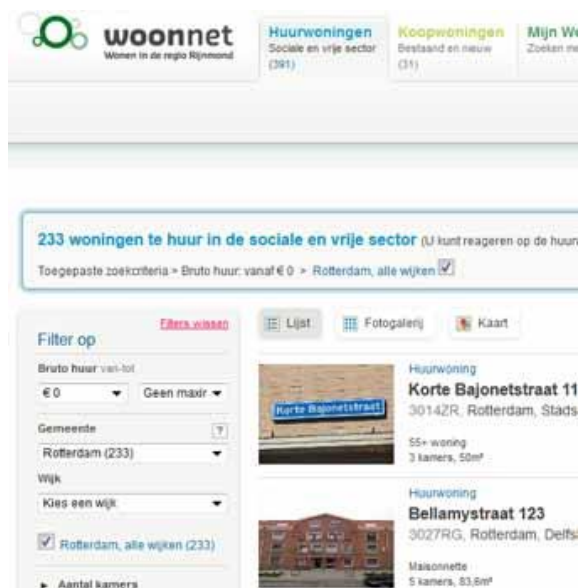 woonnet
Wonen in de regio Rijnmond
Huurwoningen
Sociale en vrije sector
(391)
Koopwoningen
Bestaand en nieuw
(31)
Mijn We
Zoeken me
233 woningen te huur in de sociale en vrije sector (U kunt reageren op de huur
Toegepaste zoekcriteria » Bruto huur: vanaf € 0 » Rotterdam, alle wijken
Filters wissen
Filter op
Bruto huur van-tot
€ 0 Geen maxir
Gemeente ?
Rotterdam (233)
Wijk
Kies een wijk
Rotterdam, alle wijken (233)
Aantal kamers
Lijst Fotogalerij Kaart
Korte Bajonetstraat
Huurwoning
Korte Bajonetstraat 11
3014ZR, Rotterdam, Stads
55+ woning
3 kamers, 50m²
Huurwoning
Bellamystraat 123
3027RG, Rotterdam, Delfs
Maisonnette
5 kamers, 83,6m²